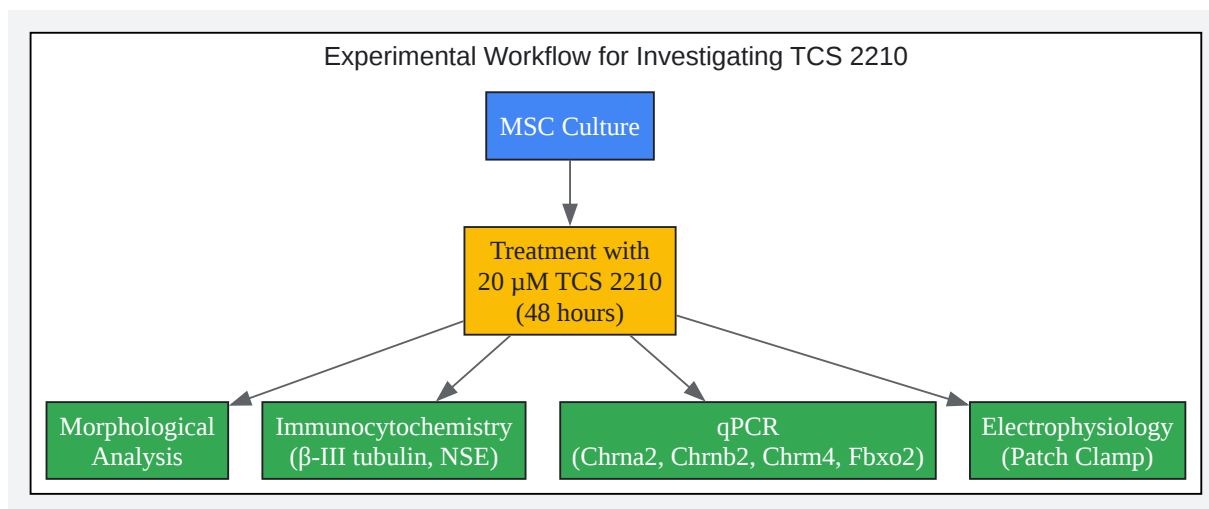 Experimental Workflow for Investigating TCS 2210
MSC Culture
Treatment with
20 µM TCS 2210
(48 hours)
Morphological
Analysis
Immunocytochemistry
(β-III tubulin, NSE)
qPCR
(Chrna2, Chrnb2, Chrm4, Fbxo2)
Electrophysiology
(Patch Clamp)